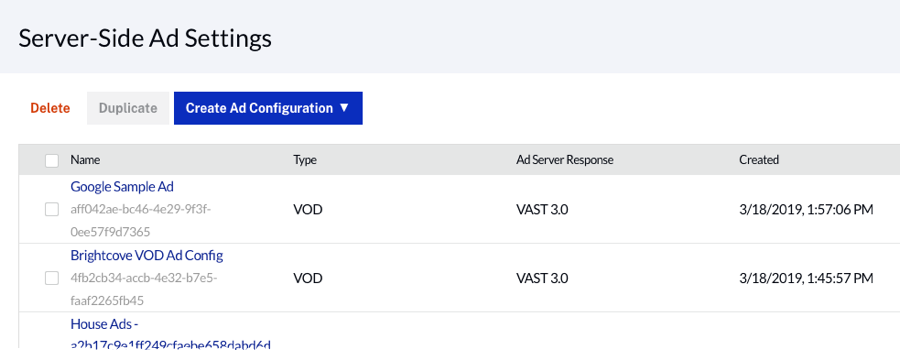 Server-Side Ad Settings
Delete Duplicate Create Ad Configuration ▼
Name Type Ad Server Response Created
Google Sample Ad
aff042ae-bc46-4e29-9f3f-
0ee57f9d7365
VOD VAST 3.0 3/18/2019, 1:57:06 PM
Brightcove VOD Ad Config
4fb2cb34-accb-4e32-b7e5-
faaf2265fb45
VOD VAST 3.0 3/18/2019, 1:45:57 PM
House Ads -
a2b17c9a1ff249cfaebe658dabd6d